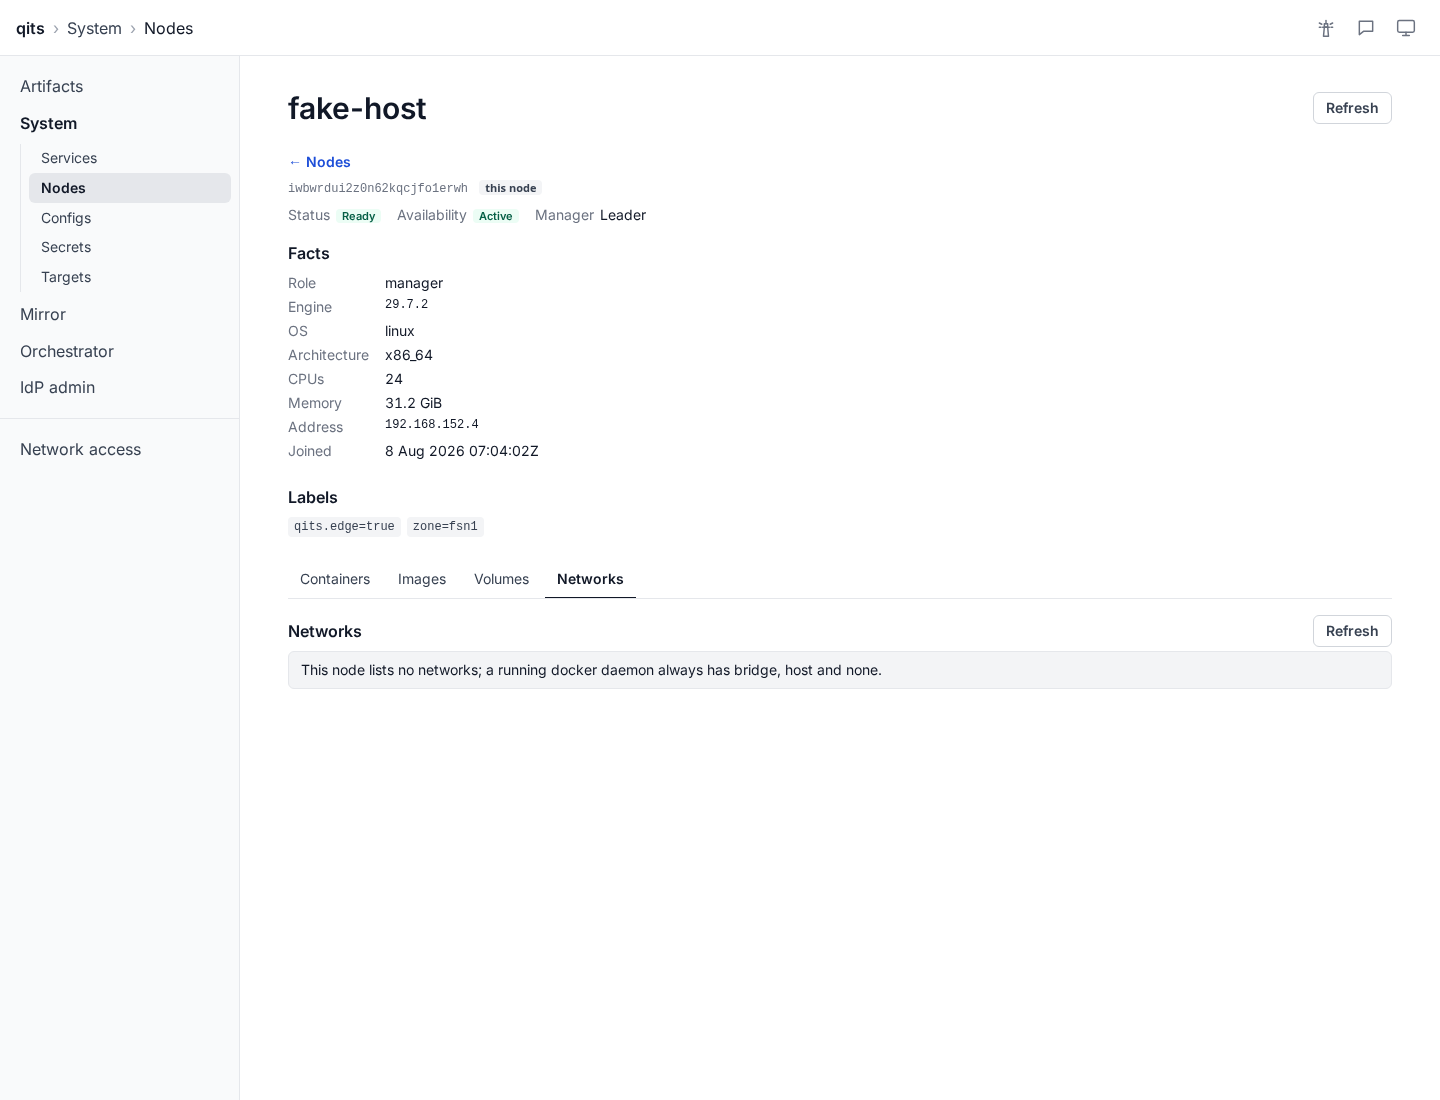 qits › System › Nodes
Artifacts
System
Services
Nodes
Configs
Secrets
Targets
Mirror
Orchestrator
IdP admin
Network access
fake-host
Refresh
← Nodes
iwbwrdui2z0n62kqcjfo1erwh this node
Status Ready Availability Active Manager Leader
Facts
Role manager
Engine 29.7.2
OS linux
Architecture x86_64
CPUs 24
Memory 31.2 GiB
Address 192.168.152.4
Joined 8 Aug 2026 07:04:02Z
Labels
qits.edge=true zone=fsn1
Containers Images Volumes Networks
Networks
Refresh
This node lists no networks; a running docker daemon always has bridge, host and none.